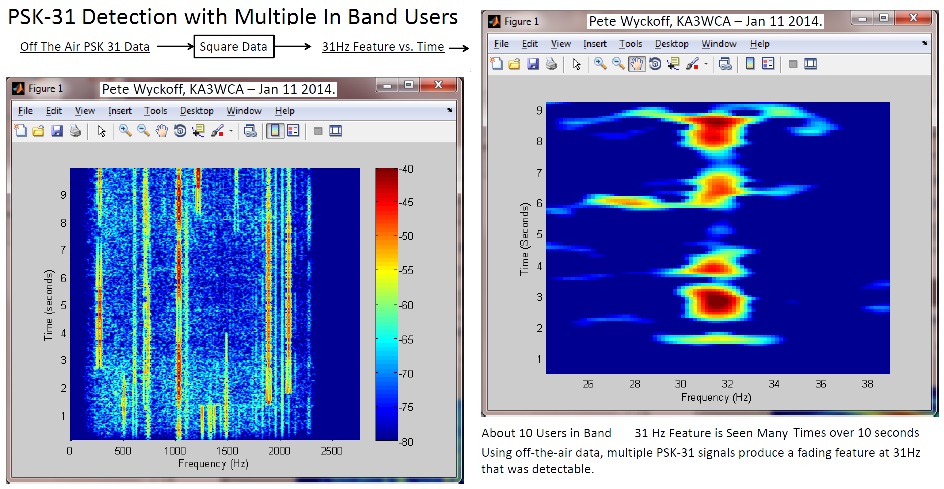 PSK-31 Detection with Multiple In Band Users
Off The Air PSK 31 Data
Square Data
31Hz Feature vs. Time
Figure 1
Pete Wyckoff, KA3WCA – Jan 11 2014.
File Edit View Insert Tools Desktop Window Help
9
8
7
6
5
4
3
2
1
Time (seconds)
0 500 1000 1500 2000 2500
Frequency (Hz)
-40
-45
-50
-55
-60
-65
-70
-75
-80
Figure 1
Pete Wyckoff, KA3WCA – Jan 11 2014.
File Edit View Insert Tools Desktop Window Help
9
8
7
6
5
4
3
2
1
Time (Seconds)
26 28 30 32 34 36 38
Frequency (Hz)
About 10 Users in Band 31 Hz Feature is Seen Many Times over 10 seconds
Using off-the-air data, multiple PSK-31 signals produce a fading feature at 31Hz
that was detectable.